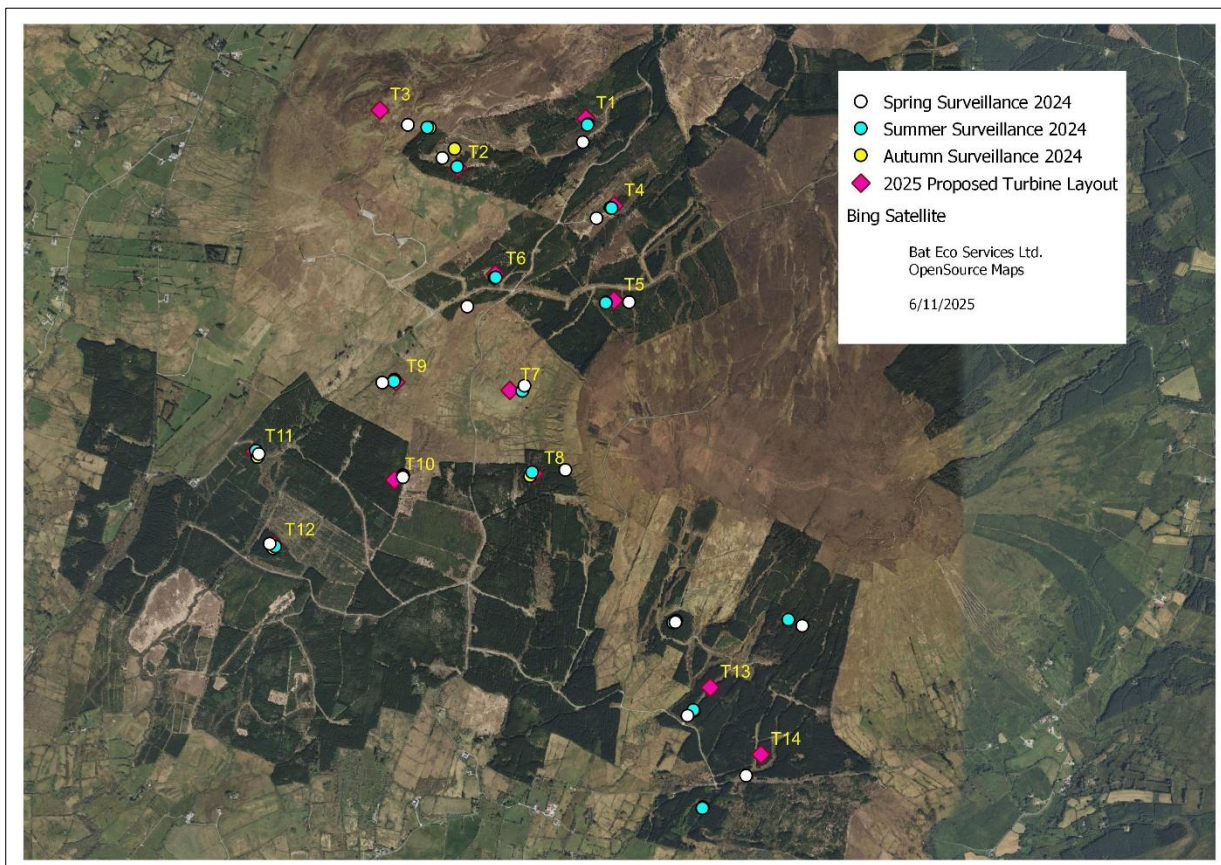 T3
T1
T2
T4
T6
T5
T9
T7
T11
T10
T8
T12
T13
T14
Spring Surveillance 2024
Summer Surveillance 2024
Autumn Surveillance 2024
2025 Proposed Turbine Layout
Bing Satellite
Bat Eco Services Ltd.
OpenSource Maps
6/11/2025